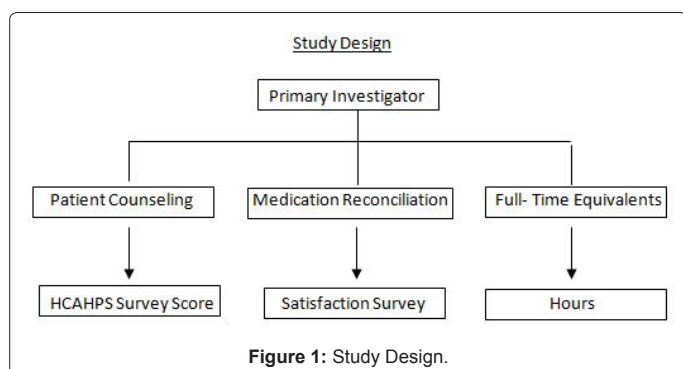 Study Design
Primary Investigator
Patient Counseling
Medication Reconciliation
Full- Time Equivalents
HCAHPS Survey Score
Satisfaction Survey
Hours
Figure 1: Study Design.